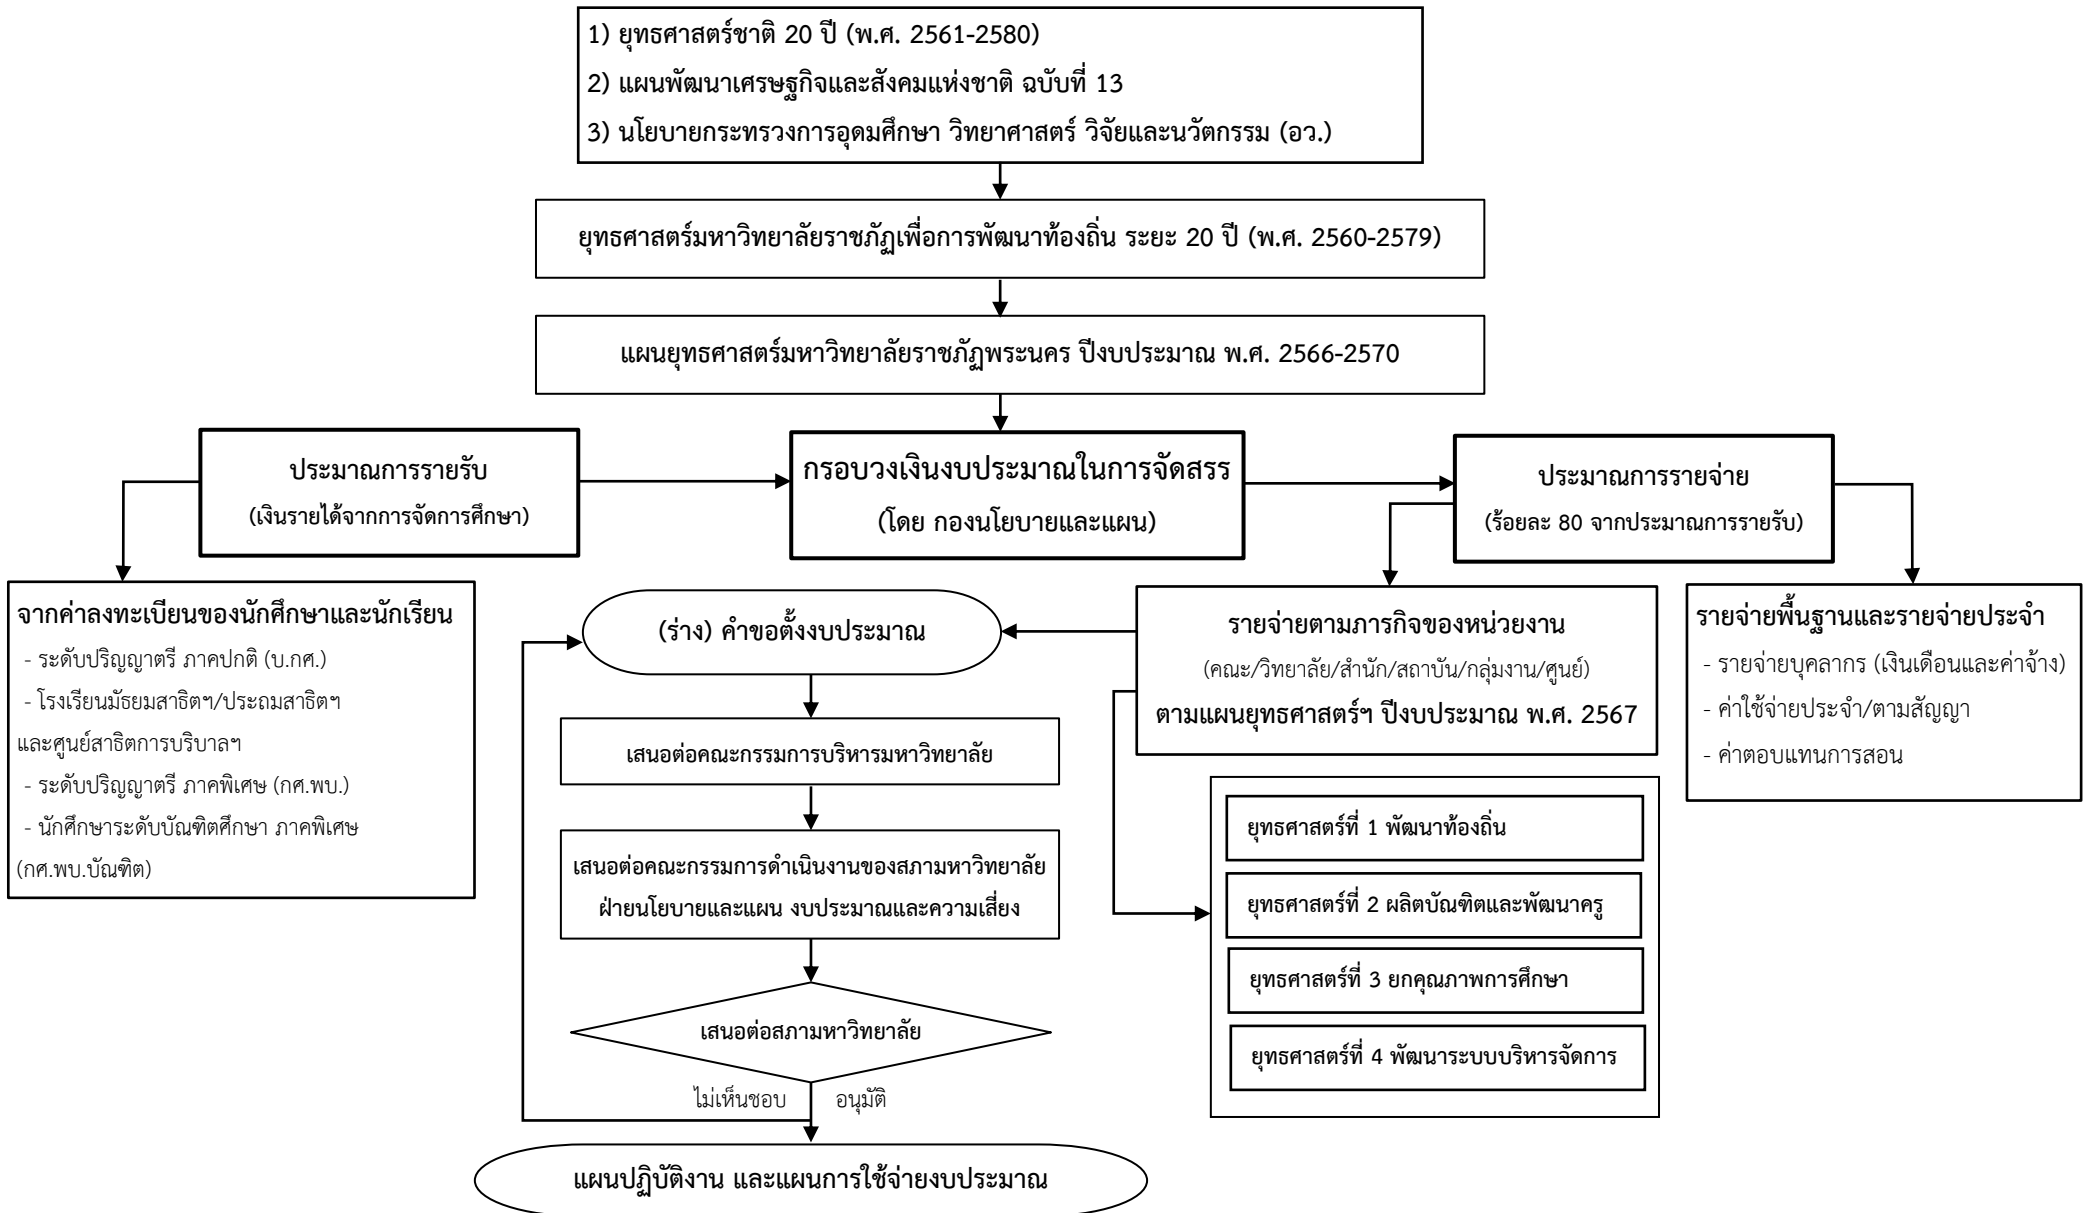 1) ยุทธศาสตร์ชาติ 20 ปี (พ.ศ. 2561-2580)
2) แผนพัฒนาเศรษฐกิจและสังคมแห่งชาติ ฉบับที่ 13
3) นโยบายกระทรวงการอุดมศึกษา วิทยาศาสตร์ วิจัยและนวัตกรรม (อว.)
ยุทธศาสตร์มหาวิทยาลัยราชภัฏเพื่อการพัฒนาท้องถิ่น ระยะ 20 ปี (พ.ศ. 2560-2579)
แผนยุทธศาสตร์มหาวิทยาลัยราชภัฏพระนคร ปีงบประมาณ พ.ศ. 2566-2570
ประมาณการรายรับ
(เงินรายได้จากการจัดการศึกษา)
กรอบวงเงินงบประมาณในการจัดสรร
(โดย กองนโยบายและแผน)
ประมาณการรายจ่าย
(ร้อยละ 80 จากประมาณการรายรับ)
จากค่าลงทะเบียนของนักศึกษาและนักเรียน
- ระดับปริญญาตรี ภาคปกติ (บ.กศ.)
- โรงเรียนมัธยมสาธิตฯ/ประถมสาธิตฯ
และศูนย์สาธิตการบริบาลฯ
- ระดับปริญญาตรี ภาคพิเศษ (กศ.พบ.)
- นักศึกษาระดับบัณฑิตศึกษา ภาคพิเศษ
(กศ.พบ.บัณฑิต)
(ร่าง) คำขอตั้งงบประมาณ
เสนอต่อคณะกรรมการบริหารมหาวิทยาลัย
เสนอต่อคณะกรรมการดำเนินงานของสภามหาวิทยาลัย
ฝ่ายนโยบายและแผน งบประมาณและความเสี่ยง
เสนอต่อสภามหาวิทยาลัย
ไม่เห็นชอบ
อนุมัติ
แผนปฏิบัติงาน และแผนการใช้จ่ายงบประมาณ
รายจ่ายตามภารกิจของหน่วยงาน
(คณะ/วิทยาลัย/สำนัก/สถาบัน/กลุ่มงาน/ศูนย์)
ตามแผนยุทธศาสตร์ฯ ปีงบประมาณ พ.ศ. 2567
ยุทธศาสตร์ที่ 1 พัฒนาท้องถิ่น
ยุทธศาสตร์ที่ 2 ผลิตบัณฑิตและพัฒนาครู
ยุทธศาสตร์ที่ 3 ยกคุณภาพการศึกษา
ยุทธศาสตร์ที่ 4 พัฒนาระบบบริหารจัดการ
รายจ่ายพื้นฐานและรายจ่ายประจำ
- รายจ่ายบุคลากร (เงินเดือนและค่าจ้าง)
- ค่าใช้จ่ายประจำ/ตามสัญญา
- ค่าตอบแทนการสอน